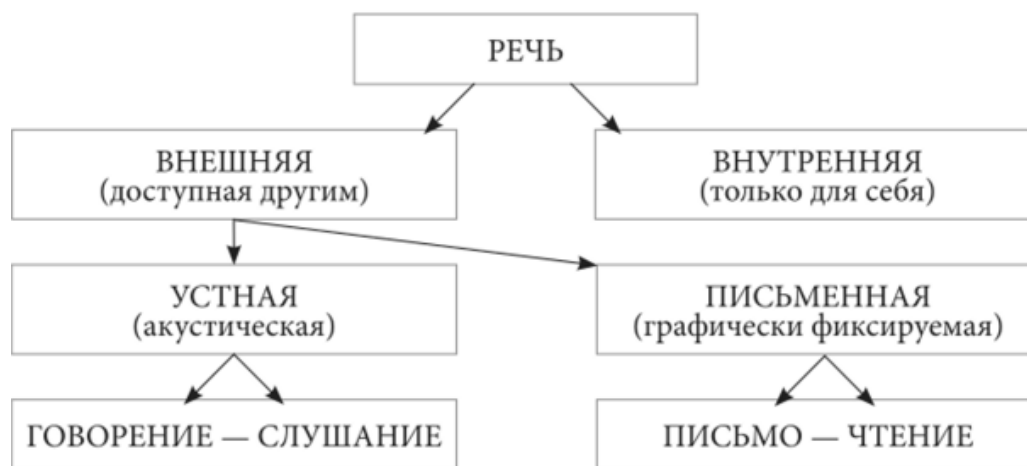 РЕЧЬ
ВНЕШНЯЯ
(доступная другим)
ВНУТРЕННЯЯ
(только для себя)
УСТНАЯ
(акустическая)
ПИСЬМЕННАЯ
(графически фиксируемая)
ГОВОРЕНИЕ — СЛУШАНИЕ
ПИСЬМО — ЧТЕНИЕ